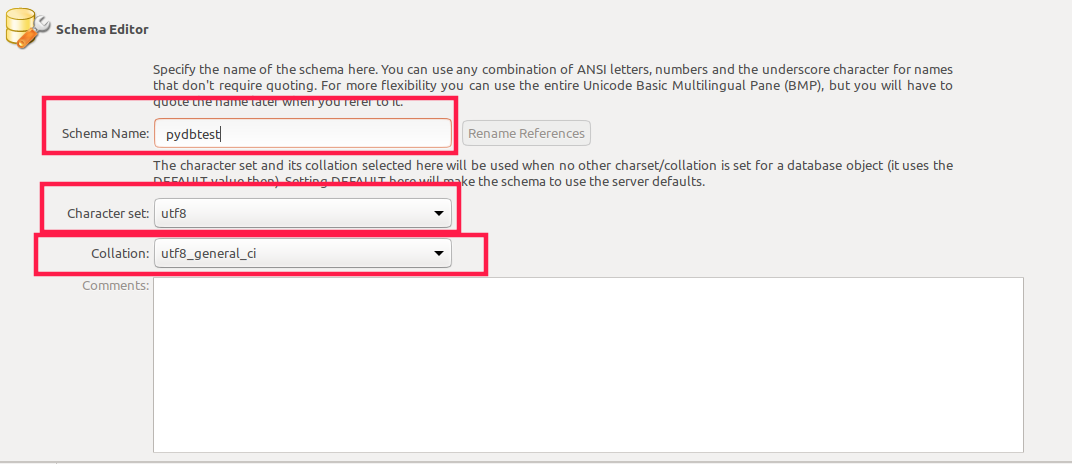 Schema Editor
Specify the name of the schema here. You can use any combination of ANSI letters, numbers and the underscore character for names
that don't require quoting. For more flexibility you can use the entire Unicode Basic Multilingual Pane (BMP), but you will have to
quote the name later when you refer to it.
Schema Name: pydbtest Rename References
The character set and its collation selected here will be used when no other charset/collation is set for a database object (it uses the
DEFAULT value then). Setting DEFAULT here will make the schema to use the server defaults.
Character set: utf8
Collation: utf8_general_ci
Comments: